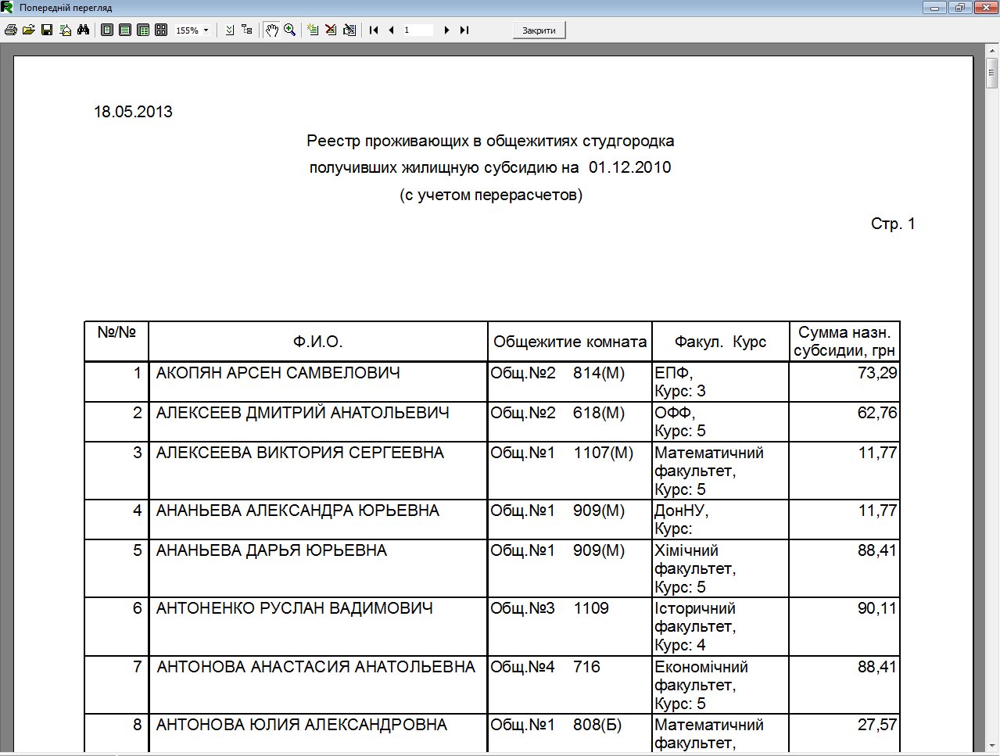 Попередній перегляд
155%
1
Закрити
18.05.2013
Реестр проживающих в общежитиях студгородка
получивших жилищную субсидию на 01.12.2010
(с учетом перерасчетов)
Стр. 1
№/№ Ф.И.О. Общежитие комната Факул. Курс Сумма назн.
субсидии, грн
1 АКОПЯН АРСЕН САМВЕЛОВИЧ Общ.№2 814(М) ЕПФ, 73,29
Курс: 3
2 АЛЕКСЕЕВ ДМИТРИЙ АНАТОЛЬЕВИЧ Общ.№2 618(М) ОФФ, 62,76
Курс: 5
3 АЛЕКСЕЕВА ВИКТОРИЯ СЕРГЕЕВНА Общ.№1 1107(М) Математичний 11,77
факультет,
Курс: 5
4 АНАНЬЕВА АЛЕКСАНДРА ЮРЬЕВНА Общ.№1 909(М) ДонНУ, 11,77
Курс:
5 АНАНЬЕВА ДАРЬЯ ЮРЬЕВНА Общ.№1 909(М) Хімічний 88,41
факультет,
Курс: 5
6 АНТОНЕНКО РУСЛАН ВАДИМОВИЧ Общ.№3 1109 Історичний 90,11
факультет,
Курс: 4
7 АНТОНОВА АНАСТАСИЯ АНАТОЛЬЕВНА Общ.№4 716 Економічний 88,41
факультет,
Курс: 5
8 АНТОНОВА ЮЛИЯ АЛЕКСАНДРОВНА Общ.№1 808(Б) Математичний 27,57
факультет,